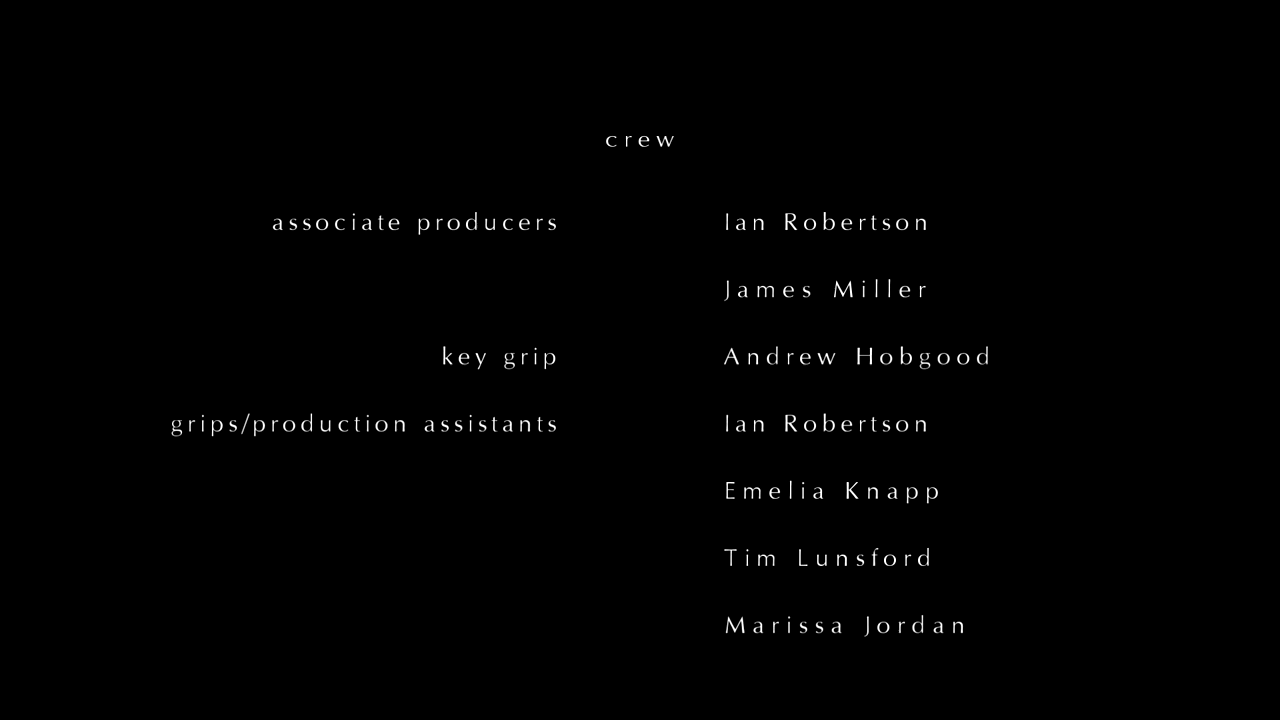 crew
associate producers Ian Robertson
James Miller
key grip Andrew Hobgood
grips/production assistants Ian Robertson
Emelia Knapp
Tim Lunsford
Marissa Jordan